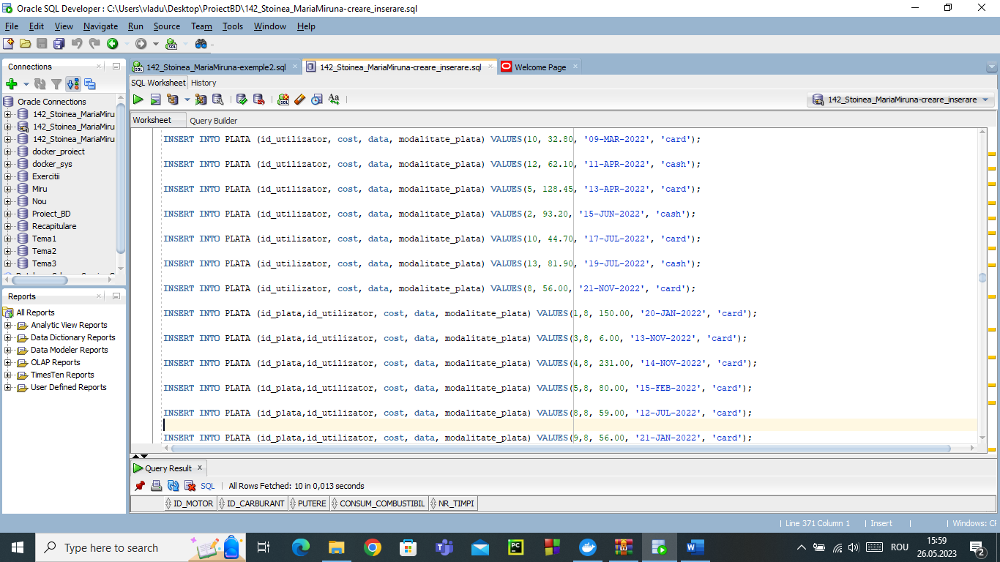 Oracle SQL Developer : C:\Users\vladu\Desktop\ProiectBD\142_Stoinea_MariaMiruna-creare_inserare.sql
File Edit View Navigate Run Source Team Tools Window Help
Connections
142_Stoinea_MariaMiruna-exemple2.sql
142_Stoinea_MariaMiruna-creare_inserare.sql
Welcome Page
SQL Worksheet History
142_Stoinea_MariaMiruna-creare_inserare
Worksheet Query Builder
Oracle Connections
142_Stoinea_MariaMiru
142_Stoinea_MariaMiru
142_Stoinea_MariaMiru
docker_proiect
docker_sys
Exercitii
Miru
Nou
Proiect_BD
Recapitulare
Tema1
Tema2
Tema3
Reports
All Reports
Analytic View Reports
Data Dictionary Reports
Data Modeler Reports
OLAP Reports
TimesTen Reports
User Defined Reports
INSERT INTO PLATA (id_utilizator, cost, data, modalitate_plata) VALUES(10, 32.80, '09-MAR-2022', 'card');
INSERT INTO PLATA (id_utilizator, cost, data, modalitate_plata) VALUES(12, 62.10, '11-APR-2022', 'cash');
INSERT INTO PLATA (id_utilizator, cost, data, modalitate_plata) VALUES(5, 128.45, '13-APR-2022', 'card');
INSERT INTO PLATA (id_utilizator, cost, data, modalitate_plata) VALUES(2, 93.20, '15-JUN-2022', 'cash');
INSERT INTO PLATA (id_utilizator, cost, data, modalitate_plata) VALUES(10, 44.70, '17-JUL-2022', 'card');
INSERT INTO PLATA (id_utilizator, cost, data, modalitate_plata) VALUES(13, 81.90, '19-JUL-2022', 'cash');
INSERT INTO PLATA (id_utilizator, cost, data, modalitate_plata) VALUES(8, 56.00, '21-NOV-2022', 'card');
INSERT INTO PLATA (id_plata,id_utilizator, cost, data, modalitate_plata) VALUES(1,8, 150.00, '20-JAN-2022', 'card');
INSERT INTO PLATA (id_plata,id_utilizator, cost, data, modalitate_plata) VALUES(3,8, 6.00, '13-NOV-2022', 'card');
INSERT INTO PLATA (id_plata,id_utilizator, cost, data, modalitate_plata) VALUES(4,8, 231.00, '14-NOV-2022', 'card');
INSERT INTO PLATA (id_plata,id_utilizator, cost, data, modalitate_plata) VALUES(5,8, 80.00, '15-FEB-2022', 'card');
INSERT INTO PLATA (id_plata,id_utilizator, cost, data, modalitate_plata) VALUES(8,8, 59.00, '12-JUL-2022', 'card');
INSERT INTO PLATA (id_plata,id_utilizator, cost, data, modalitate_plata) VALUES(9,8, 56.00, '21-JAN-2022', 'card');
Query Result
SQL All Rows Fetched: 10 in 0,013 seconds
ID_MOTOR ID_CARBURANT PUTERE CONSUM_COMBUSTIBIL NR_TIMPI
Line 371 Column 1 Insert Windows: CF
Type here to search
ROU
15:59
26.05.2023
2